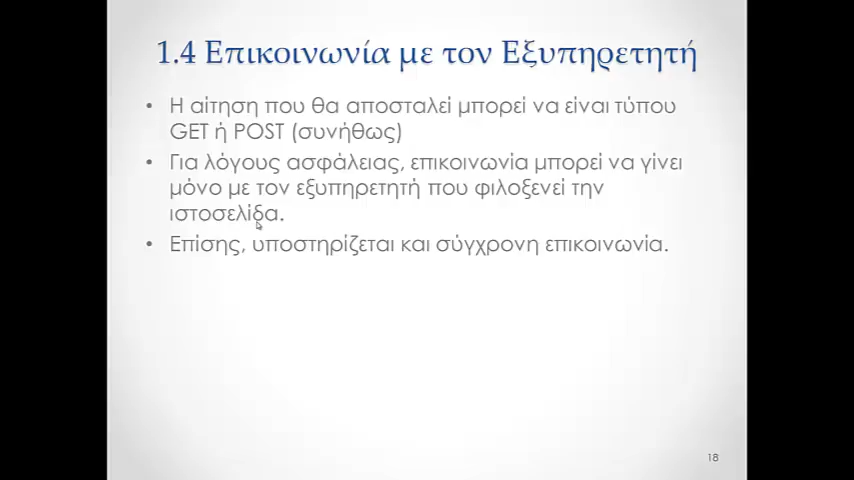 1.4 Επικοινωνία με τον Εξυπηρετητή
• Η αίτηση που θα αποσταλεί μπορεί να είναι τύπου
GET ή POST (συνήθως)
• Για λόγους ασφάλειας, επικοινωνία μπορεί να γίνει
μόνο με τον εξυπηρετητή που φιλοξενεί την
ιστοσελίδα.
• Επίσης, υποστηρίζεται και σύγχρονη επικοινωνία.
18